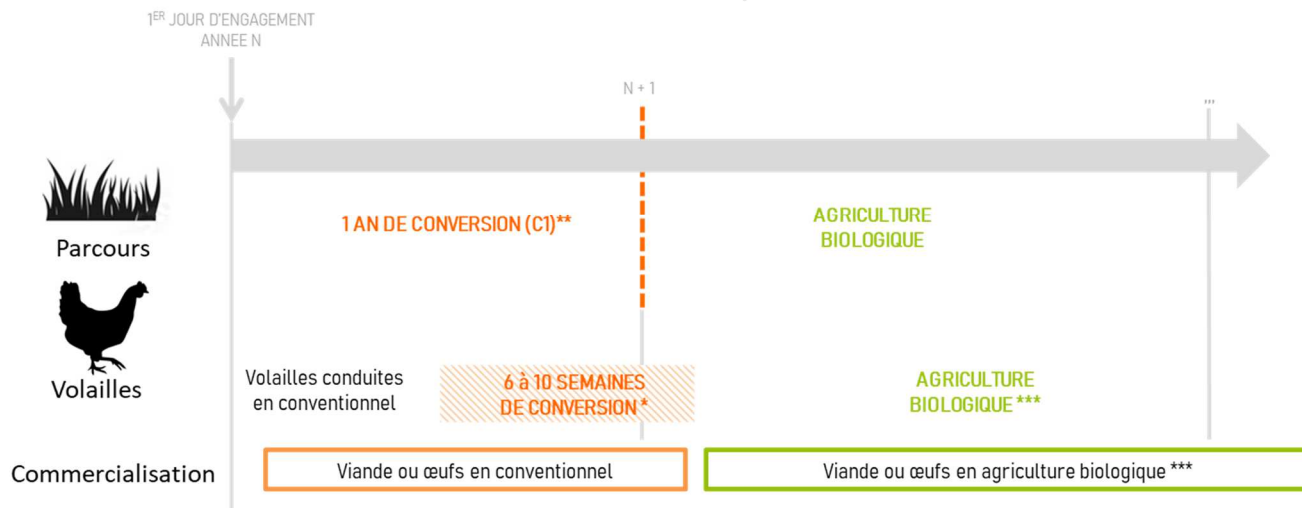 1ER JOUR D'ENGAGEMENT
ANNEE N
N + 1
,,,
Parcours
1 AN DE CONVERSION (C1)**
AGRICULTURE
BIOLOGIQUE
Volailles
Volailles conduites
en conventionnel
6 à 10 SEMAINES
DE CONVERSION *
AGRICULTURE
BIOLOGIQUE ***
Commercialisation
Viande ou œufs en conventionnel
Viande ou œufs en agriculture biologique ***